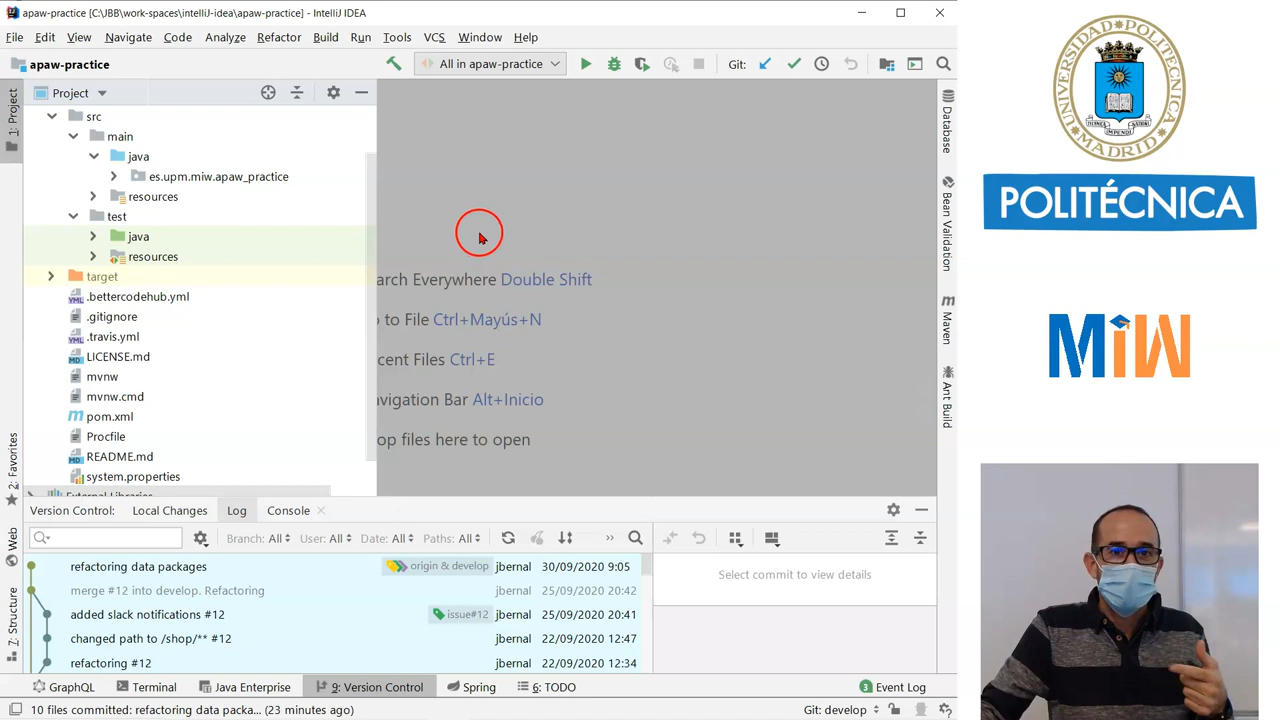 apaw-practice [C:\JBB\work-spaces\intelliJ-idea\apaw-practice] - IntelliJ IDEA
File Edit View Navigate Code Analyze Refactor Build Run Tools VCS Window Help
apaw-practice
All in apaw-practice
Git:
1: Project
Project
src
main
java
es.upm.miw.apaw_practice
resources
test
java
resources
target
.bettercodehub.yml
.gitignore
.travis.yml
LICENSE.md
mvnw
mvnw.cmd
pom.xml
Procfile
README.md
system.properties
arch Everywhere Double Shift
to File Ctrl+Mayús+N
cent Files Ctrl+E
vigation Bar Alt+Inicio
op files here to open
Database
Bean Validation
Maven
Ant Build
2: Favorites
Web
7: Structure
Version Control: Local Changes Log Console
Branch: All User: All Date: All Paths: All
refactoring data packages origin & develop jbernal 30/09/2020 9:05
merge #12 into develop. Refactoring jbernal 25/09/2020 20:42
added slack notifications #12 issue#12 jbernal 25/09/2020 20:41
changed path to /shop/** #12 jbernal 22/09/2020 12:47
refactoring #12 jbernal 22/09/2020 12:34
Select commit to view details
GraphQL Terminal Java Enterprise 9: Version Control Spring 6: TODO 3 Event Log
10 files committed: refactoring data packa... (23 minutes ago) Git: develop
UNIVERSIDAD POLITÉCNICA
MADRID
POLITÉCNICA
MiW